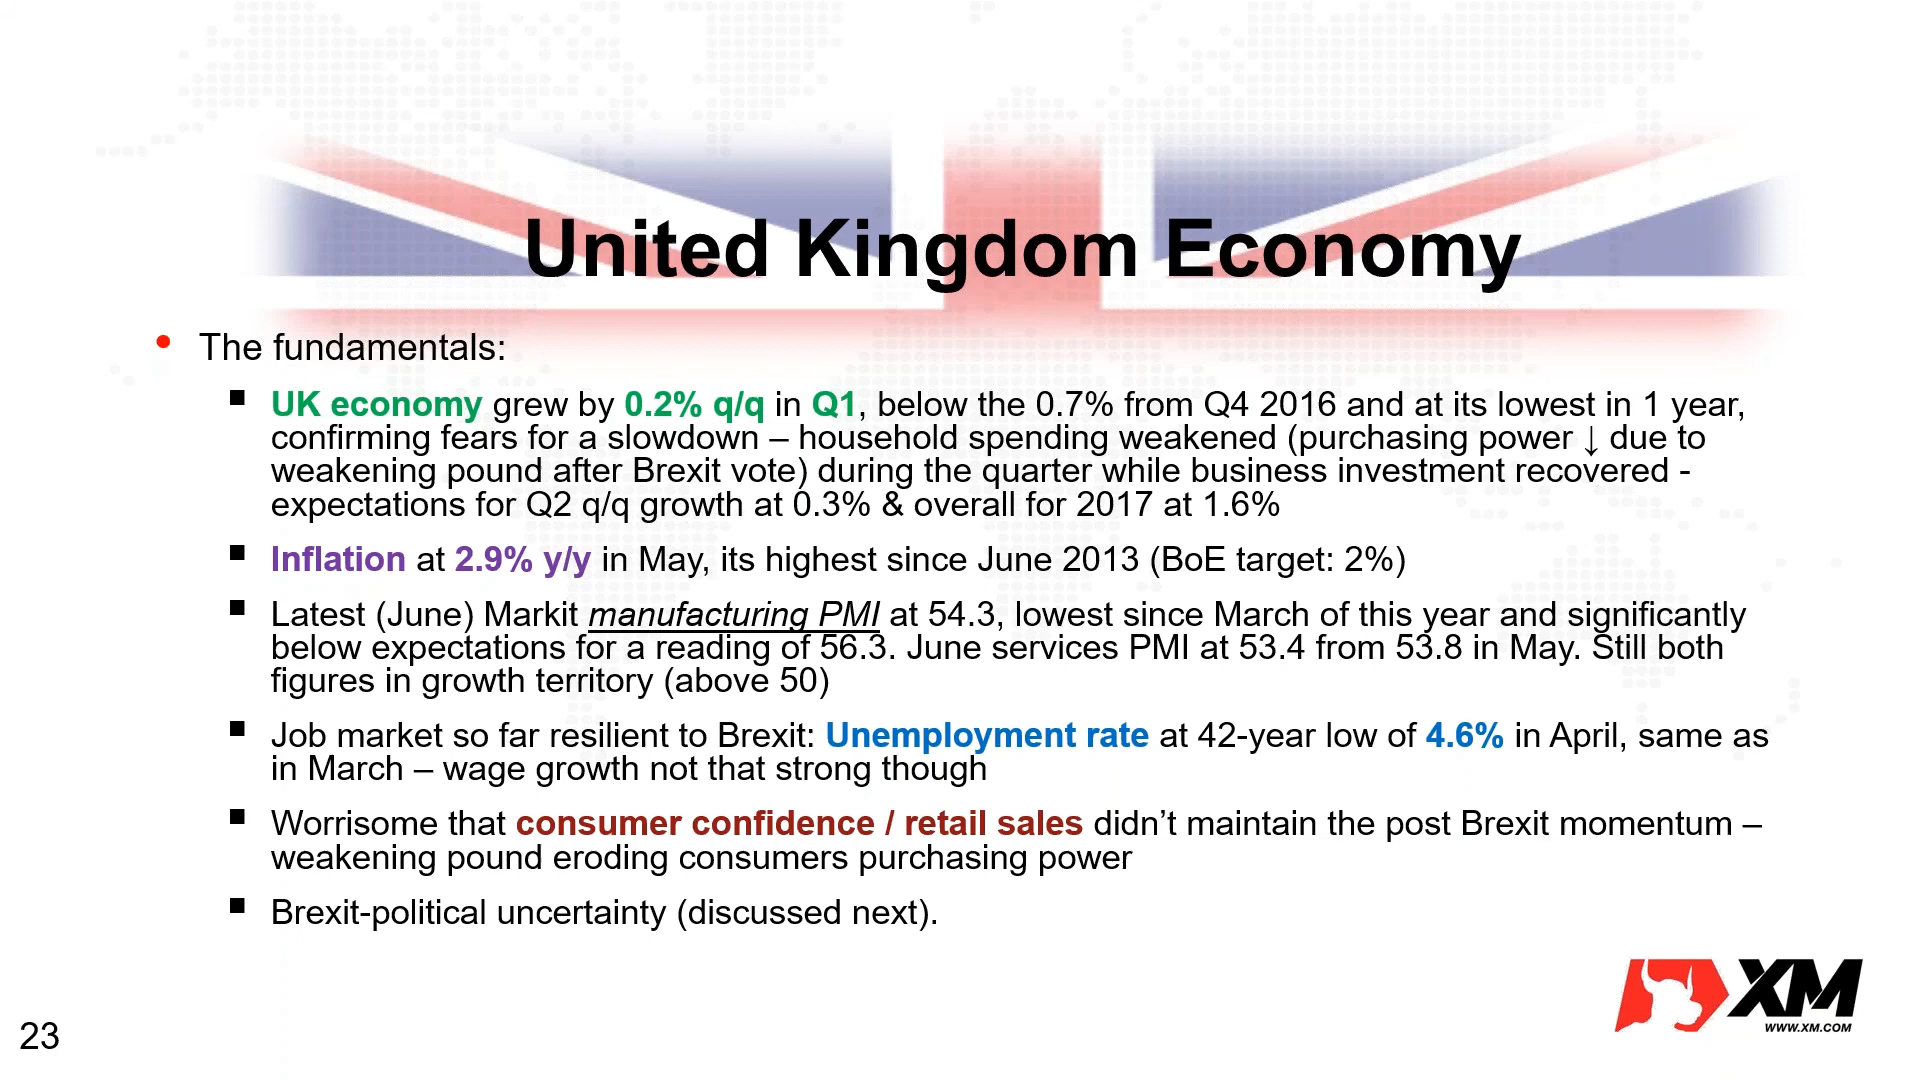 United Kingdom Economy
• The fundamentals:
▪ UK economy grew by 0.2% q/q in Q1, below the 0.7% from Q4 2016 and at its lowest in 1 year,
confirming fears for a slowdown – household spending weakened (purchasing power ↓ due to
weakening pound after Brexit vote) during the quarter while business investment recovered -
expectations for Q2 q/q growth at 0.3% & overall for 2017 at 1.6%
▪ Inflation at 2.9% y/y in May, its highest since June 2013 (BoE target: 2%)
▪ Latest (June) Markit manufacturing PMI at 54.3, lowest since March of this year and significantly
below expectations for a reading of 56.3. June services PMI at 53.4 from 53.8 in May. Still both
figures in growth territory (above 50)
▪ Job market so far resilient to Brexit: Unemployment rate at 42-year low of 4.6% in April, same as
in March – wage growth not that strong though
▪ Worrisome that consumer confidence / retail sales didn’t maintain the post Brexit momentum –
weakening pound eroding consumers purchasing power
▪ Brexit-political uncertainty (discussed next).
XM
WWW.XM.COM
23